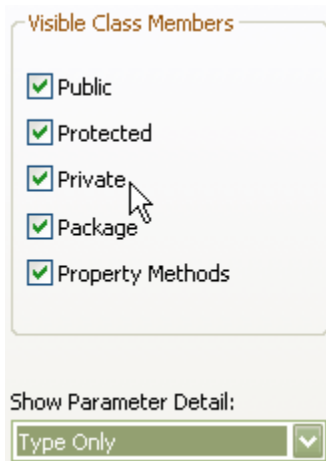 Visible Class Members
Public
Protected
Private
Package
Property Methods
Show Parameter Detail:
Type Only